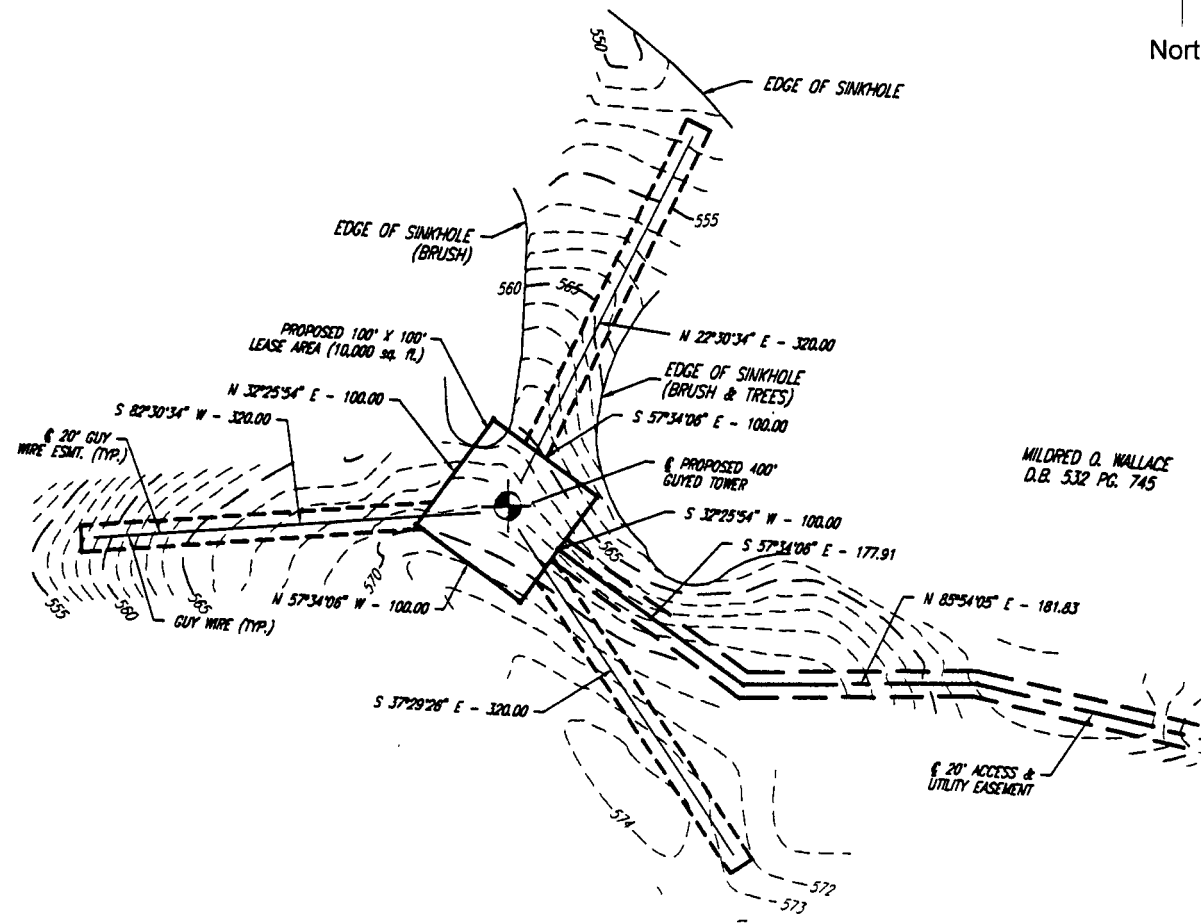 Nort
550
EDGE OF SINKHOLE
555
EDGE OF SINKHOLE
(BRUSH)
560
565
PROPOSED 100' X 100'
LEASE AREA (10,000 sq. ft.)
N 22°30'34" E - 320.00
EDGE OF SINKHOLE
(BRUSH & TREES)
N 32°25'54" E - 100.00
S 82°30'34" W - 320.00
S 57°34'06" E - 100.00
℄ 20' GUY
WIRE ESMT. (TYP.)
℄ PROPOSED 400'
GUYED TOWER
MILDRED O. WALLACE
D.B. 532 PG. 745
S 32°25'54" W - 100.00
S 57°34'06" E - 177.91
565
570
555
560
565
N 57°34'06" W - 100.00
GUY WIRE (TYP.)
N 85°54'05" E - 181.83
S 37°29'26" E - 320.00
℄ 20' ACCESS &
UTILITY EASEMENT
574
572
573